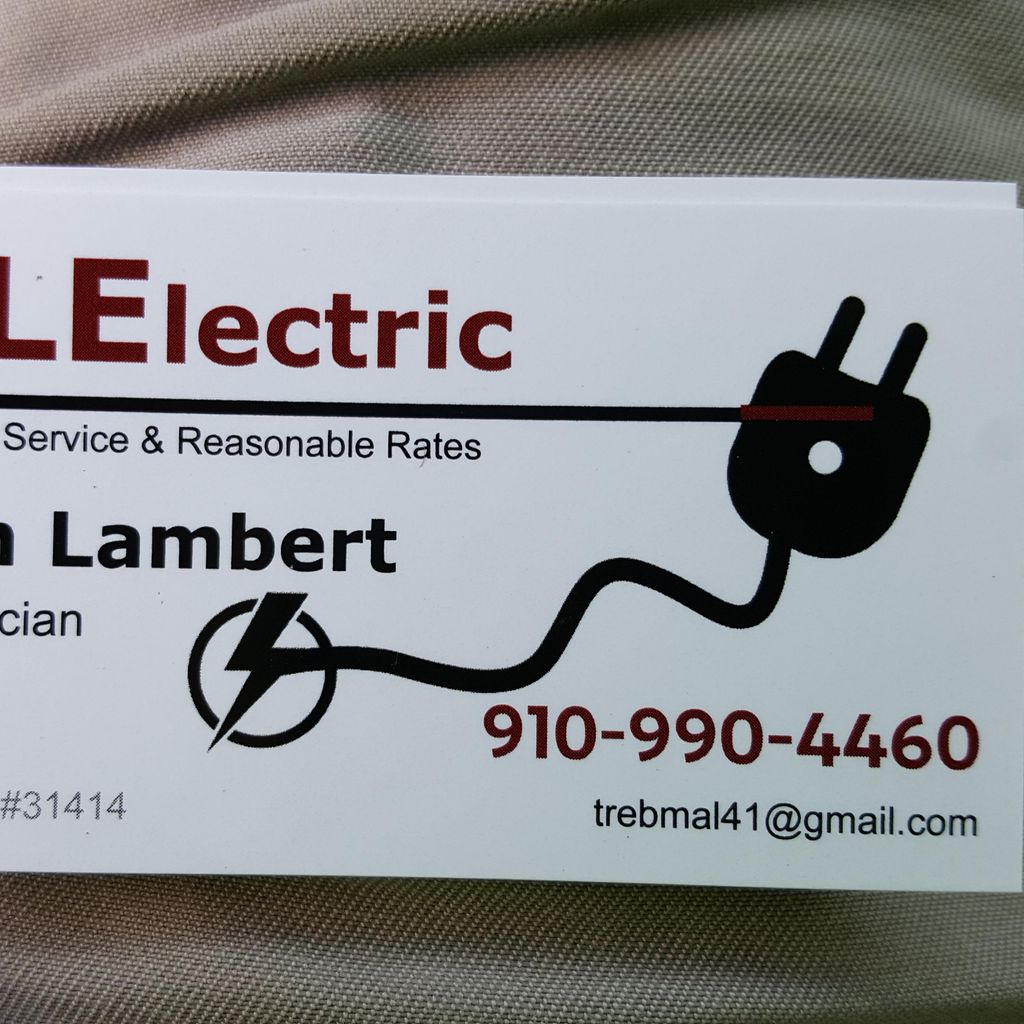 LElectric
Service & Reasonable Rates
n Lambert
cian
#31414
910-990-4460
trebmal41@gmail.com